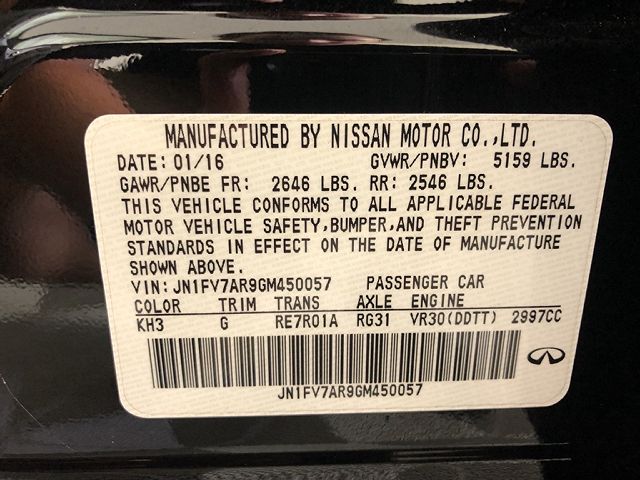 MANUFACTURED BY NISSAN MOTOR CO.,LTD.
DATE: 01/16 GVWR/PNBV: 5159 LBS.
GAWR/PNBE FR: 2646 LBS. RR: 2546 LBS.
THIS VEHICLE CONFORMS TO ALL APPLICABLE FEDERAL
MOTOR VEHICLE SAFETY,BUMPER,AND THEFT PREVENTION
STANDARDS IN EFFECT ON THE DATE OF MANUFACTURE
SHOWN ABOVE.
VIN: JN1FV7AR9GM450057 PASSENGER CAR
COLOR TRIM TRANS AXLE ENGINE
KH3 G RE7R01A RG31 VR30(DDTT) 2997CC
JN1FV7AR9GM450057